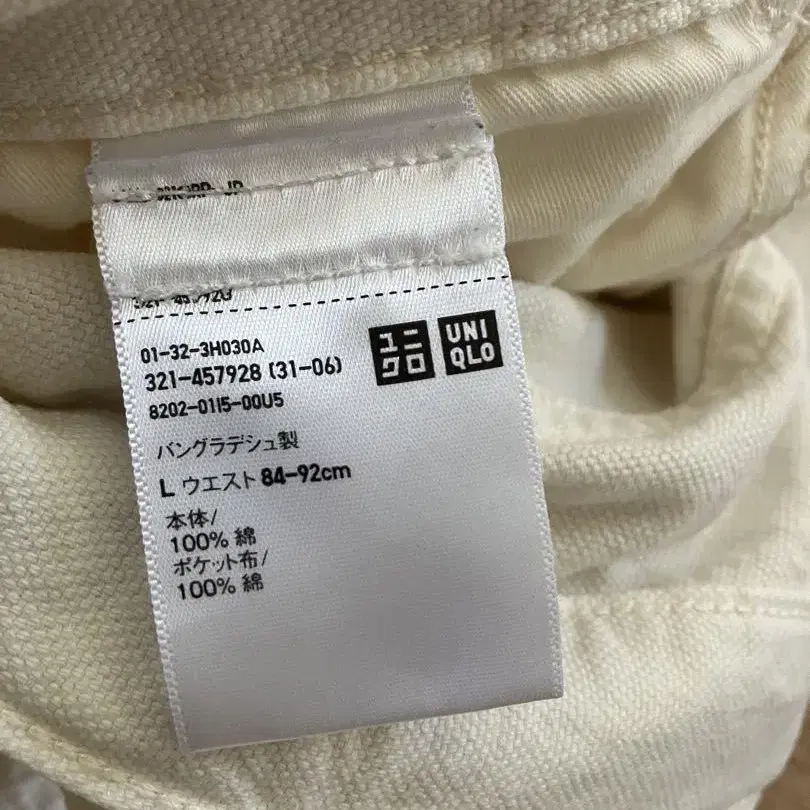 ユニクロ
UNIQLO
01-32-3H030A
321-457928 (31-06)
8202-01I5-00U5
バングラデシュ製
L ウエスト 84-92cm
本体/
100% 綿
ポケット布/
100% 綿